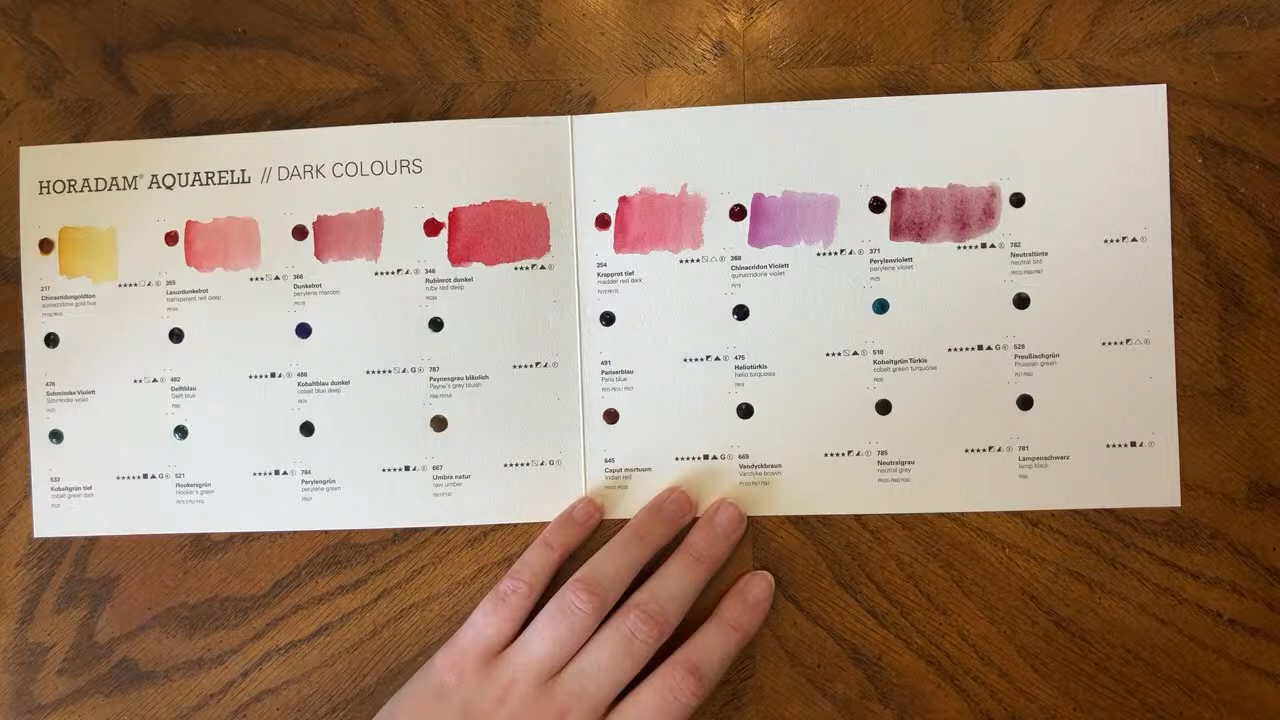 HORADAM® AQUARELL // DARK COLOURS
217
Chinacridongoldton
quinacridone gold hue
355
Lasurdunkelrot
transparent red deep
366
Dunkelrot
perylene maroon
346
Rubinrot dunkel
ruby red deep
354
Krapprot tief
madder red dark
368
Chinacridon Violett
quinacridone violet
371
Perylenviolett
perylene violet
782
Neutraltinte
neutral tint
476
Schmincke Violett
Schmincke violet
482
Delftblau
Delft blue
488
Kobaltblau dunkel
cobalt blue deep
787
Paynesgrau bläulich
Payne's grey bluish
491
Pariserblau
Paris blue
475
Heliotürkis
helio turquoise
510
Kobaltgrün Türkis
cobalt green turquoise
528
Preußischgrün
Prussian green
533
Kobaltgrün tief
cobalt green dark
521
Hookersgrün
Hooker's green
784
Perylengrün
perylene green
667
Umbra natur
raw umber
645
Caput mortuum
Indian red
669
Vandyckbraun
Vandyke brown
785
Neutralgrau
neutral grey
781
Lampenschwarz
lamp black